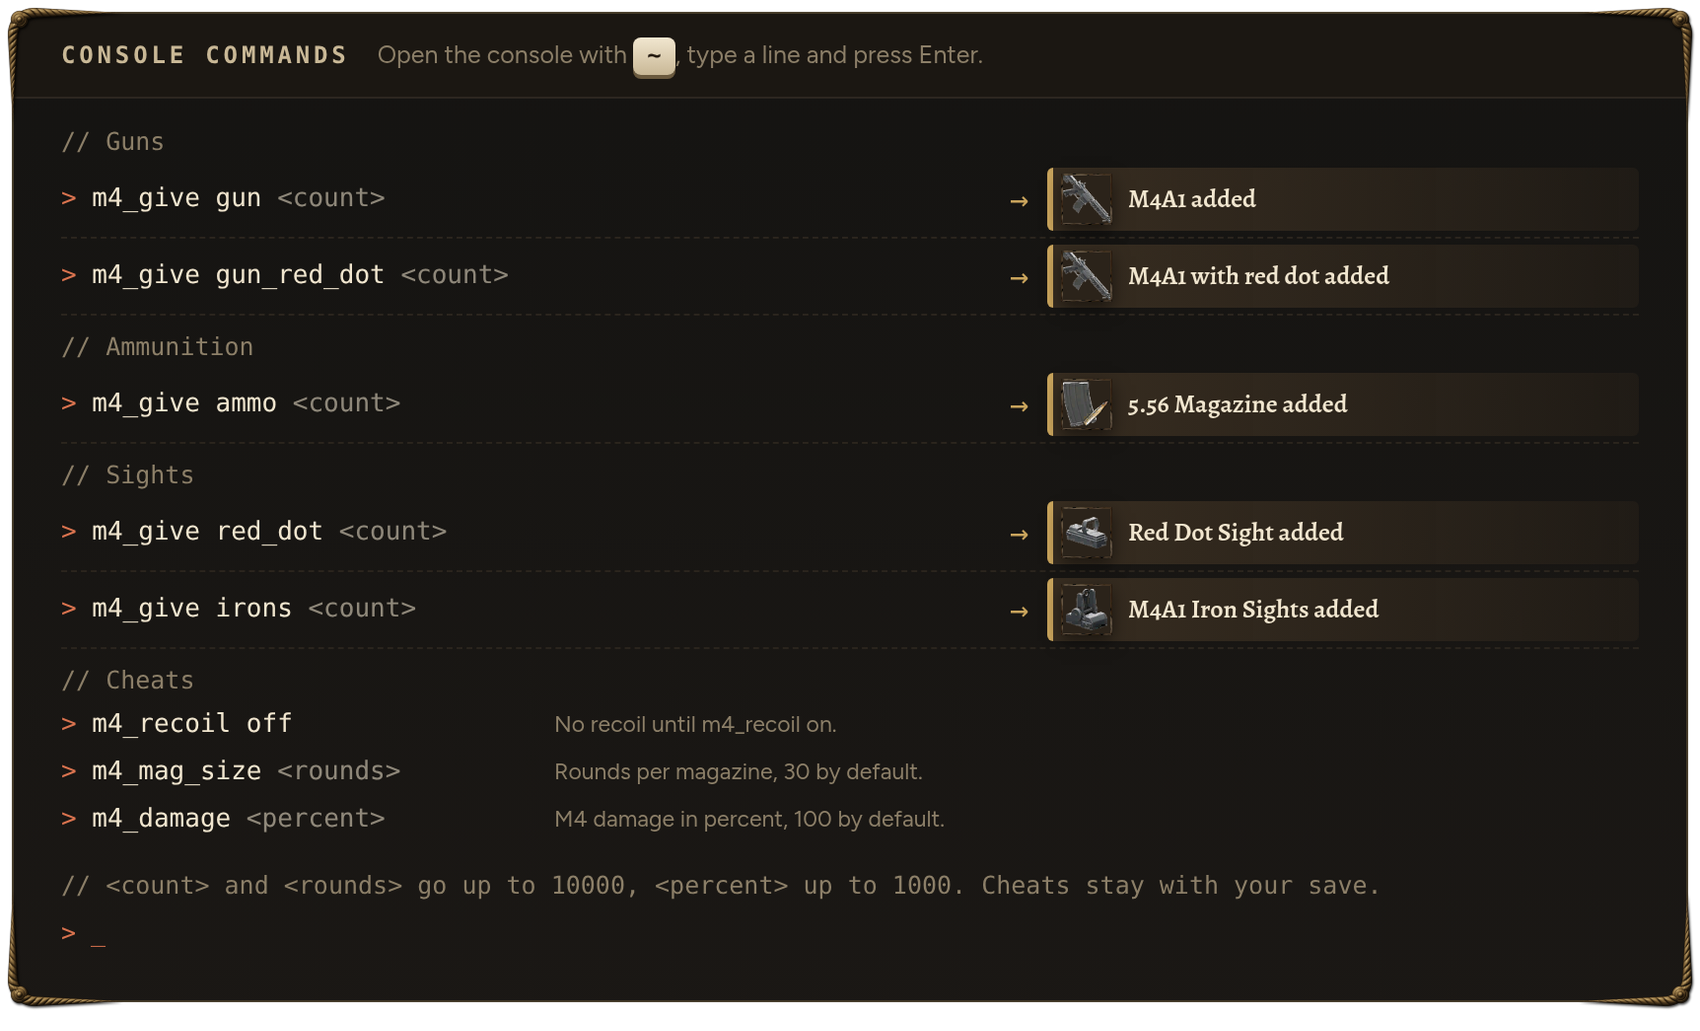 CONSOLE COMMANDS Open the console with ~, type a line and press Enter.
// Guns
> m4_give gun <count> → M4A1 added
> m4_give gun_red_dot <count> → M4A1 with red dot added
// Ammunition
> m4_give ammo <count> → 5.56 Magazine added
// Sights
> m4_give red_dot <count> → Red Dot Sight added
> m4_give irons <count> → M4A1 Iron Sights added
// Cheats
> m4_recoil off No recoil until m4_recoil on.
> m4_mag_size <rounds> Rounds per magazine, 30 by default.
> m4_damage <percent> M4 damage in percent, 100 by default.
// <count> and <rounds> go up to 10000, <percent> up to 1000. Cheats stay with your save.
> _